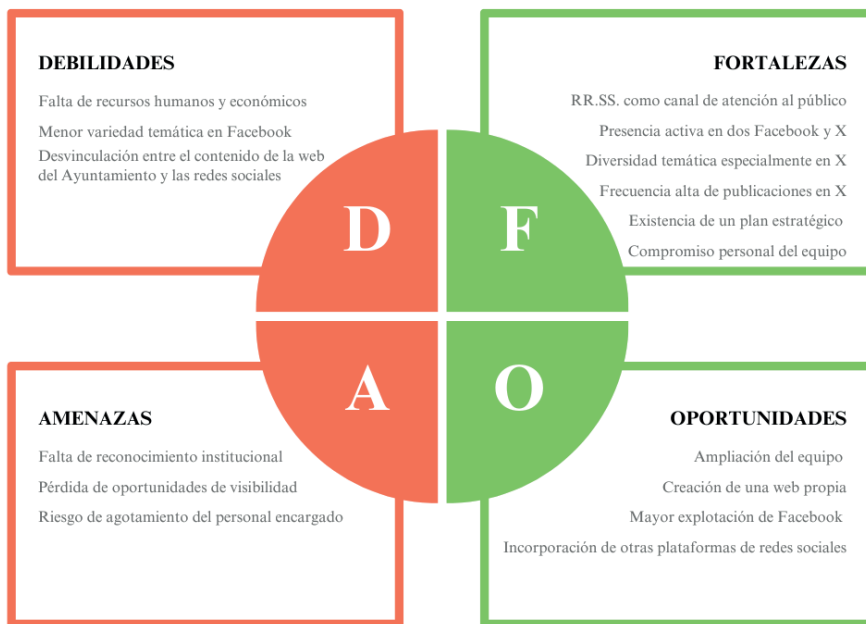 DEBILIDADES
Falta de recursos humanos y económicos
Menor variedad temática en Facebook
Desvinculación entre el contenido de la web
del Ayuntamiento y las redes sociales
D
FORTALEZAS
RR.SS. como canal de atención al público
Presencia activa en dos Facebook y X
Diversidad temática especialmente en X
Frecuencia alta de publicaciones en X
Existencia de un plan estratégico
Compromiso personal del equipo
F
AMENAZAS
Falta de reconocimiento institucional
Pérdida de oportunidades de visibilidad
Riesgo de agotamiento del personal encargado
A
OPORTUNIDADES
Ampliación del equipo
Creación de una web propia
Mayor explotación de Facebook
Incorporación de otras plataformas de redes sociales
O